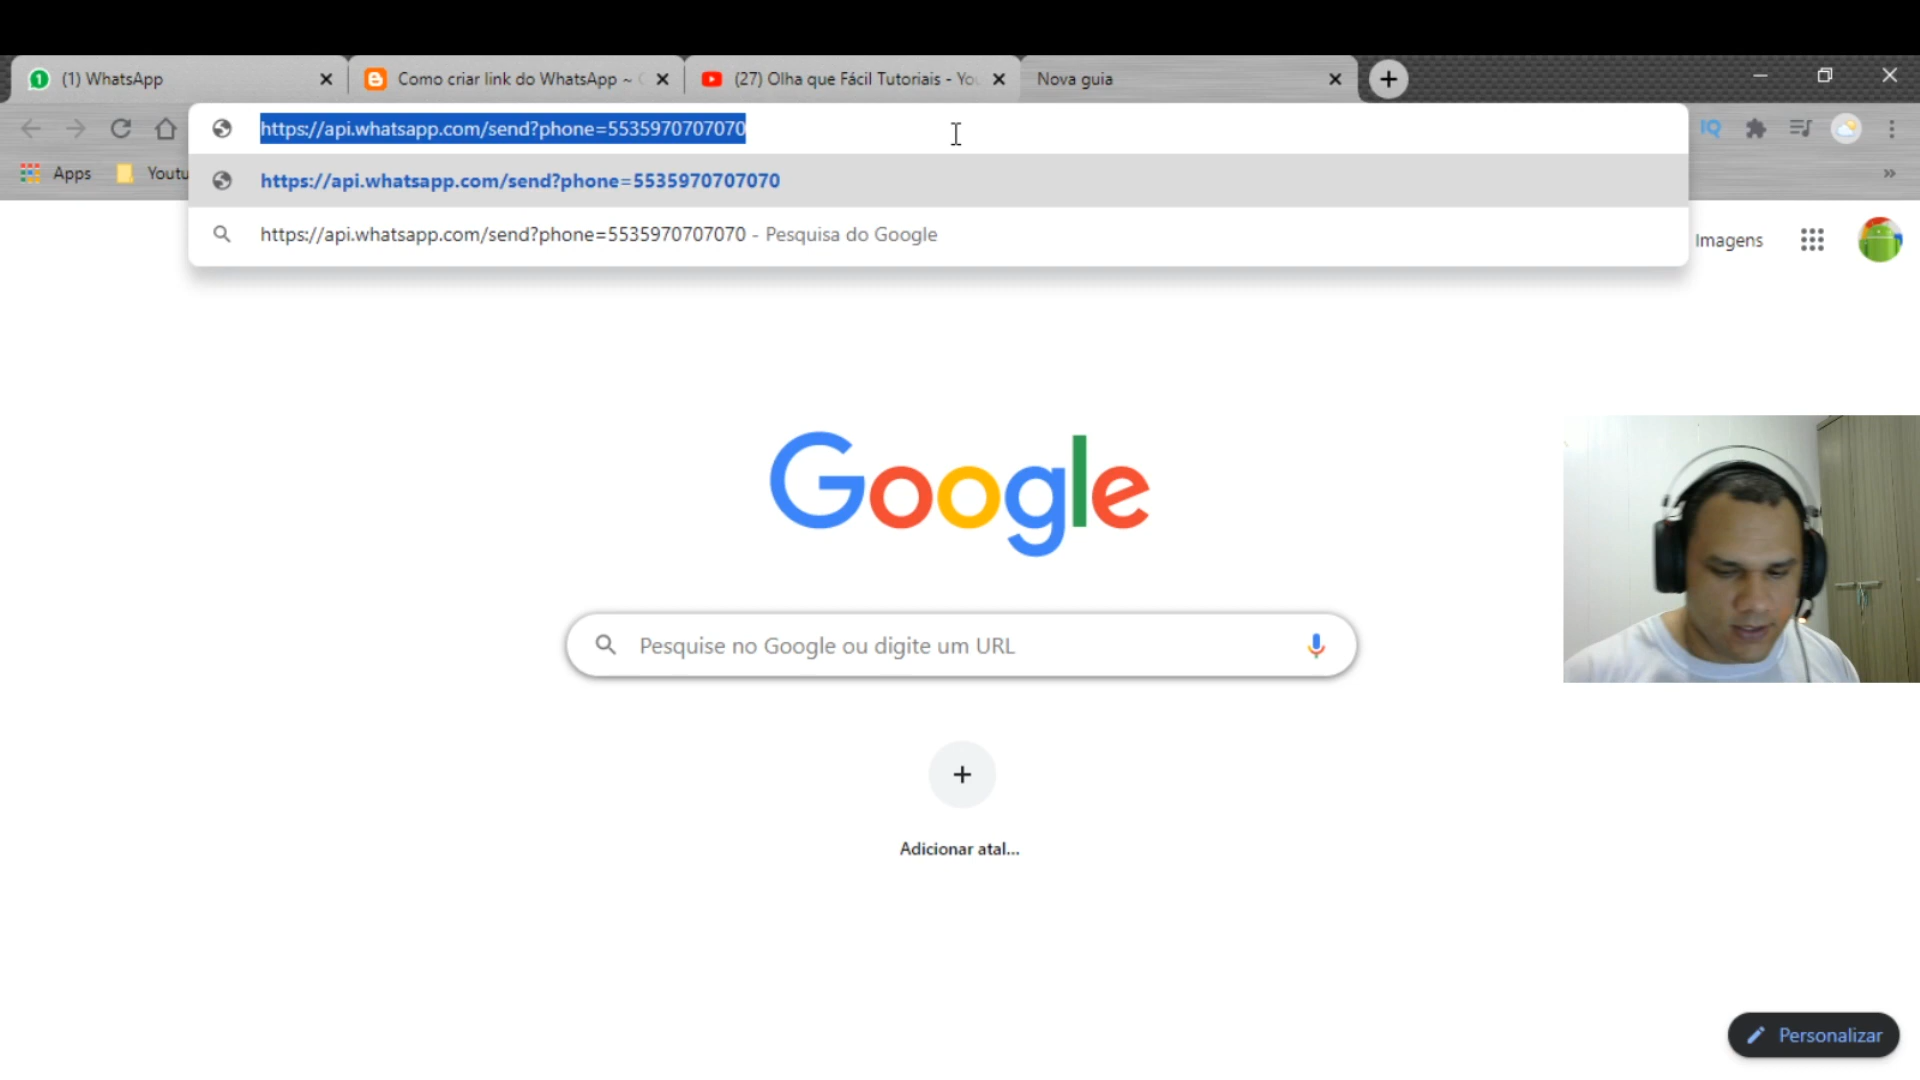 (1) WhatsApp
Como criar link do WhatsApp ~
(27) Olha que Fácil Tutoriais - You
Nova guia
https://api.whatsapp.com/send?phone=5535970707070
IQ
Apps
Youtu
https://api.whatsapp.com/send?phone=5535970707070
https://api.whatsapp.com/send?phone=5535970707070 - Pesquisa do Google
Imagens
Google
Pesquise no Google ou digite um URL
Adicionar atal...
Personalizar